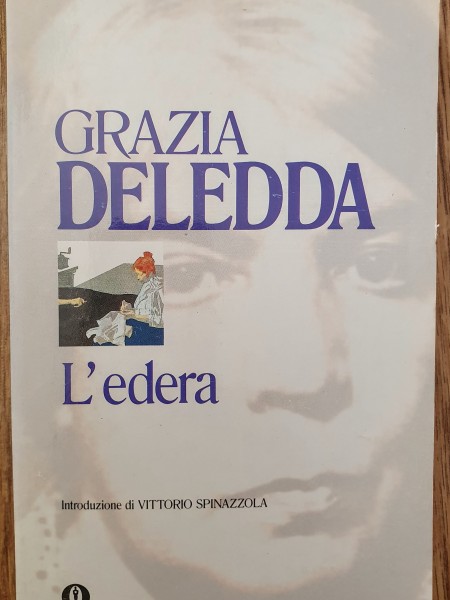 GRAZIA
DELEDDA
L'edera
Introduzione di VITTORIO SPINAZZOLA